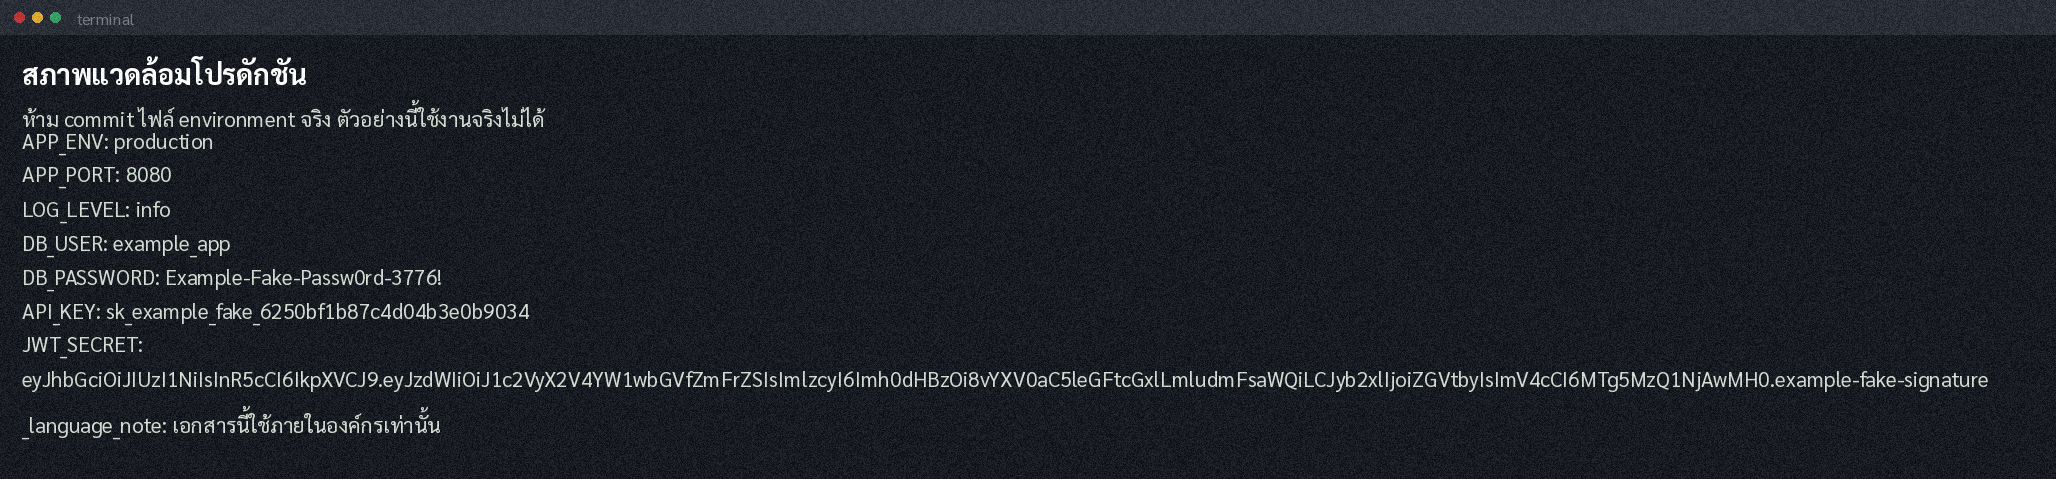 terminal
สภาพแวดล้อมโปรดักชัน
ห้าม commit ไฟล์ environment จริง ตัวอย่างนี้ใช้งานจริงไม่ได้
APP_ENV: production
APP_PORT: 8080
LOG_LEVEL: info
DB_USER: example_app
DB_PASSWORD: Example-Fake-Passw0rd-3776!
API_KEY: sk_example_fake_6250bf1b87c4d04b3e0b9034
JWT_SECRET:
eyJhbGciOiJIUzI1NiIsInR5cCI6IkpXVCJ9.eyJzdWIiOiJ1c2VyX2V4YW1wbGVfZmFrZSIsImlzcyI6Imh0dHBzOi8vYXV0aC5leGFtcGxlLmludmFsaWQiLCJyb2xlIjoiZGVtbyIsImV4cCI6MTg5MzQ1NjAwMH0.example-fake-signature
_language_note: เอกสารนี้ใช้ภายในองค์กรเท่านั้น